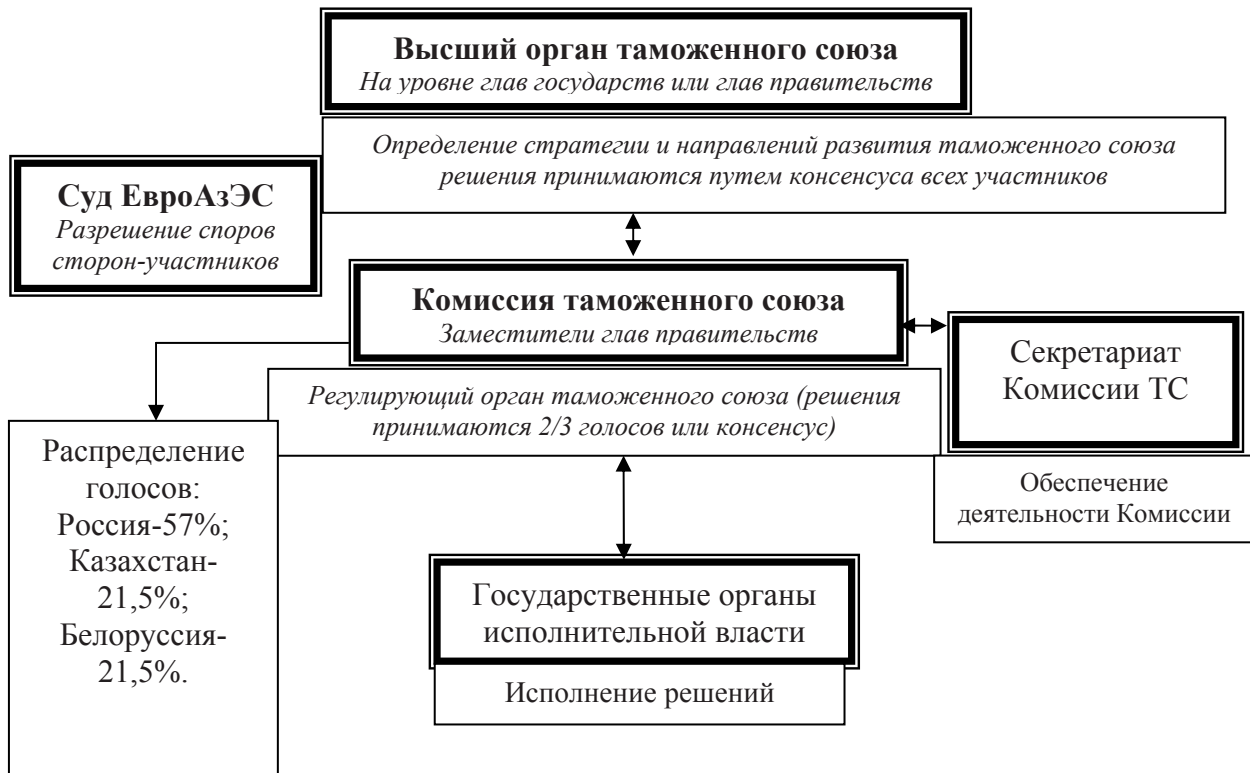 Высший орган таможенного союза
На уровне глав государств или глав правительств
Определение стратегии и направлений развития таможенного союза
решения принимаются путем консенсуса всех участников
Суд ЕвроАзЭС
Разрешение споров
сторон-участников
Комиссия таможенного союза
Заместители глав правительств
Секретариат
Комиссии ТС
Регулирующий орган таможенного союза (решения
принимаются 2/3 голосов или консенсус)
Обеспечение
деятельности Комиссии
Распределение
голосов:
Россия-57%;
Казахстан-
21,5%;
Белоруссия-
21,5%.
Государственные органы
исполнительной власти
Исполнение решений